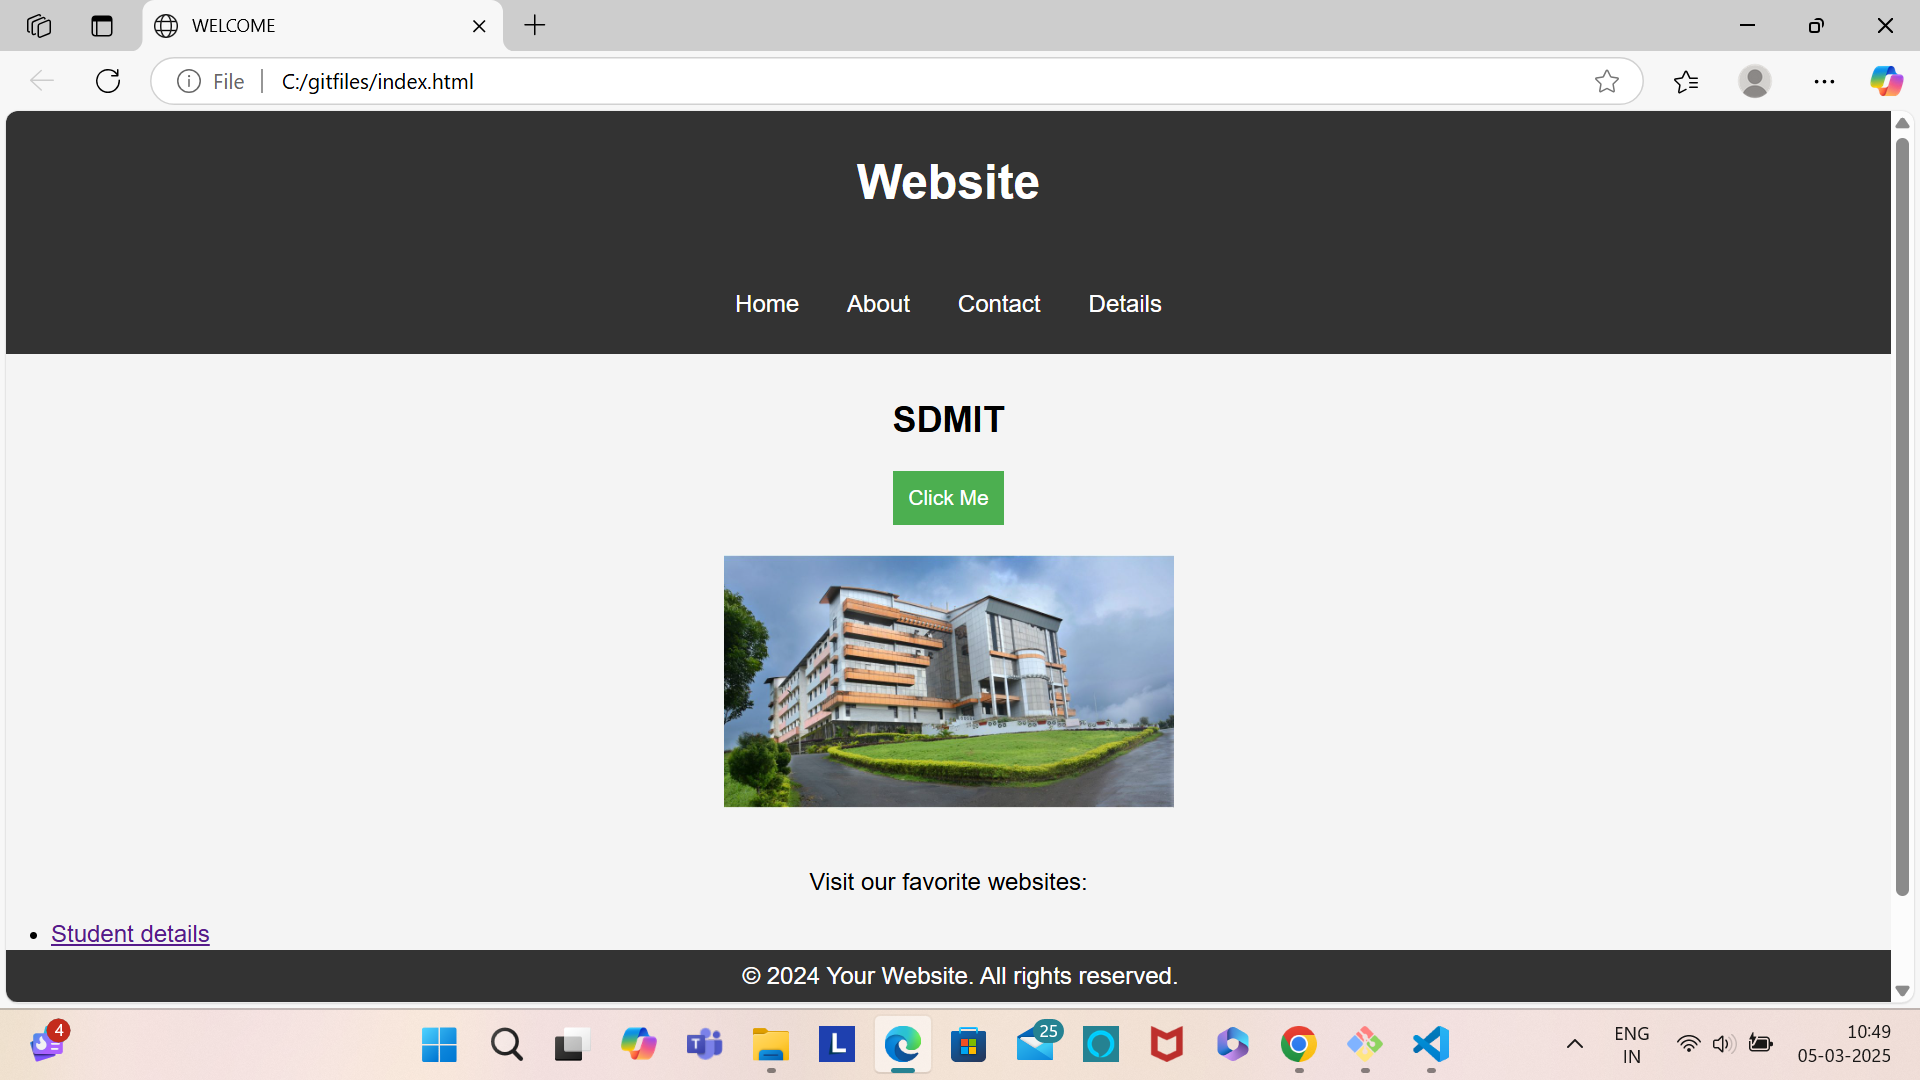 WELCOME
File
C:/gitfiles/index.html
Website
Home About Contact Details
SDMIT
Click Me
Visit our favorite websites:
Student details
© 2024 Your Website. All rights reserved.
4
L
25
ENG
IN
10:49
05-03-2025